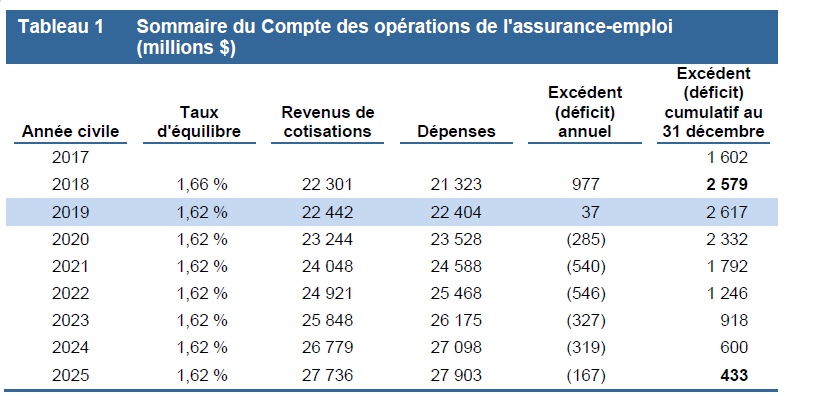 Tableau 1 Sommaire du Compte des opérations de l'assurance-emploi
(millions $)
Année civile Taux d'équilibre Revenus de cotisations Dépenses Excédent (déficit) annuel Excédent (déficit) cumulatif au 31 décembre
2017 1 602
2018 1,66 % 22 301 21 323 977 2 579
2019 1,62 % 22 442 22 404 37 2 617
2020 1,62 % 23 244 23 528 (285) 2 332
2021 1,62 % 24 048 24 588 (540) 1 792
2022 1,62 % 24 921 25 468 (546) 1 246
2023 1,62 % 25 848 26 175 (327) 918
2024 1,62 % 26 779 27 098 (319) 600
2025 1,62 % 27 736 27 903 (167) 433